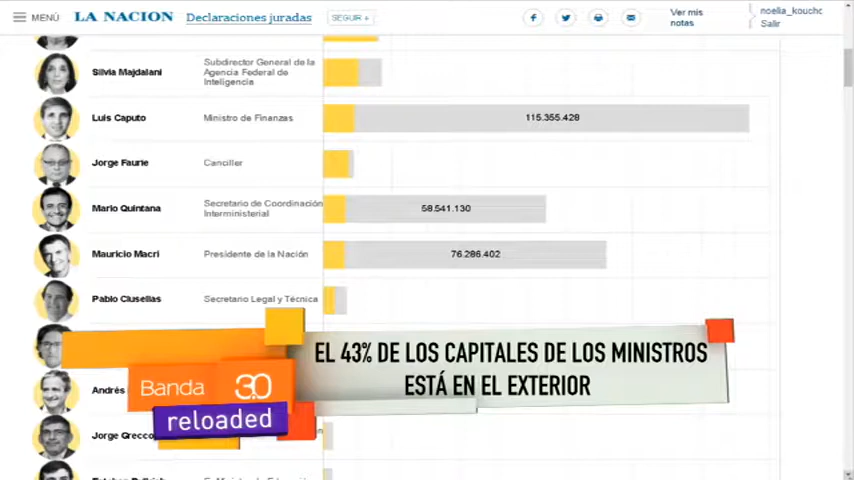 MENÚ
LA NACION
Declaraciones juradas
SEGUIR +
Ver mis
notas
noelia_koucho
Salir
Silvia Majdalani
Subdirector General de la
Agencia Federal de
Inteligencia
Luis Caputo
Ministro de Finanzas
115.355.428
Jorge Faurie
Canciller
Mario Quintana
Secretario de Coordinación
Interministerial
58.541.130
Mauricio Macri
Presidente de la Nación
76.286.402
Pablo Clusellas
Secretario Legal y Técnica
EL 43% DE LOS CAPITALES DE LOS MINISTROS
ESTÁ EN EL EXTERIOR
Andrés
Banda 3.0
reloaded
Jorge Grecco